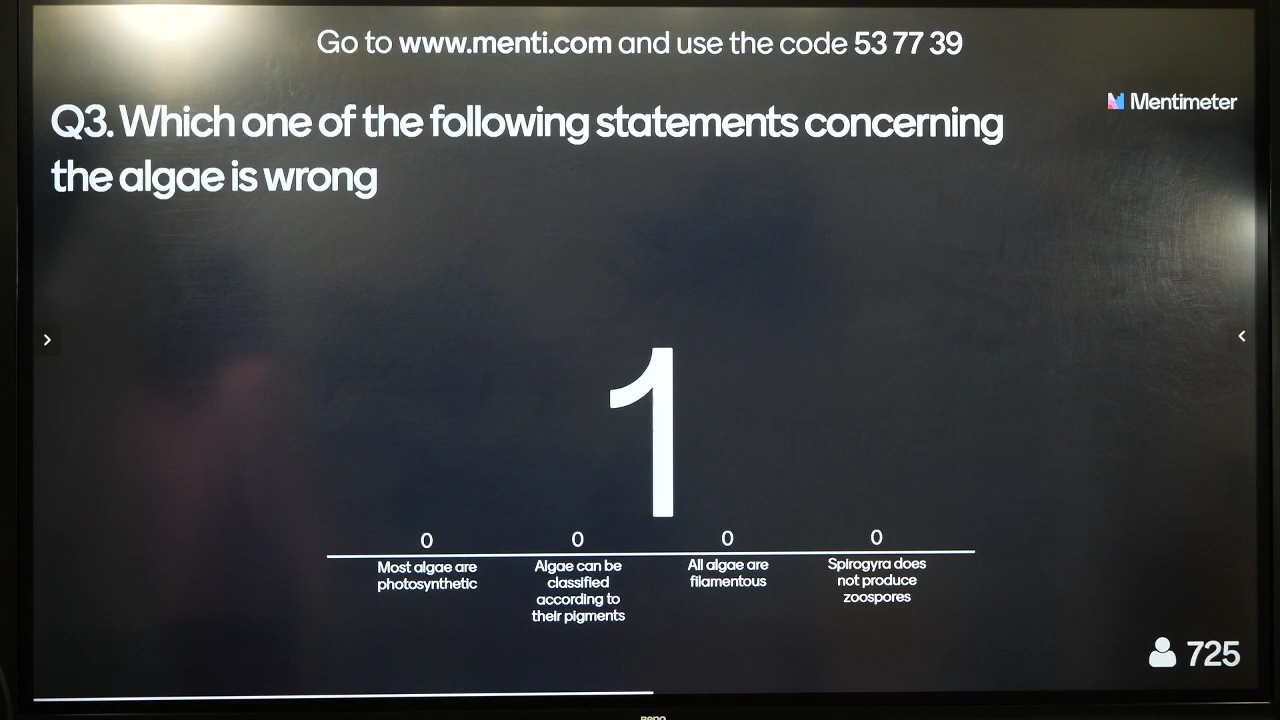 Go to www.menti.com and use the code 53 77 39
Mentimeter
Q3. Which one of the following statements concerning
the algae is wrong
1
0
0
0
0
Most algae are
photosynthetic
Algae can be
classified
according to
their pigments
All algae are
filamentous
Spirogyra does
not produce
zoospores
725
BenQ